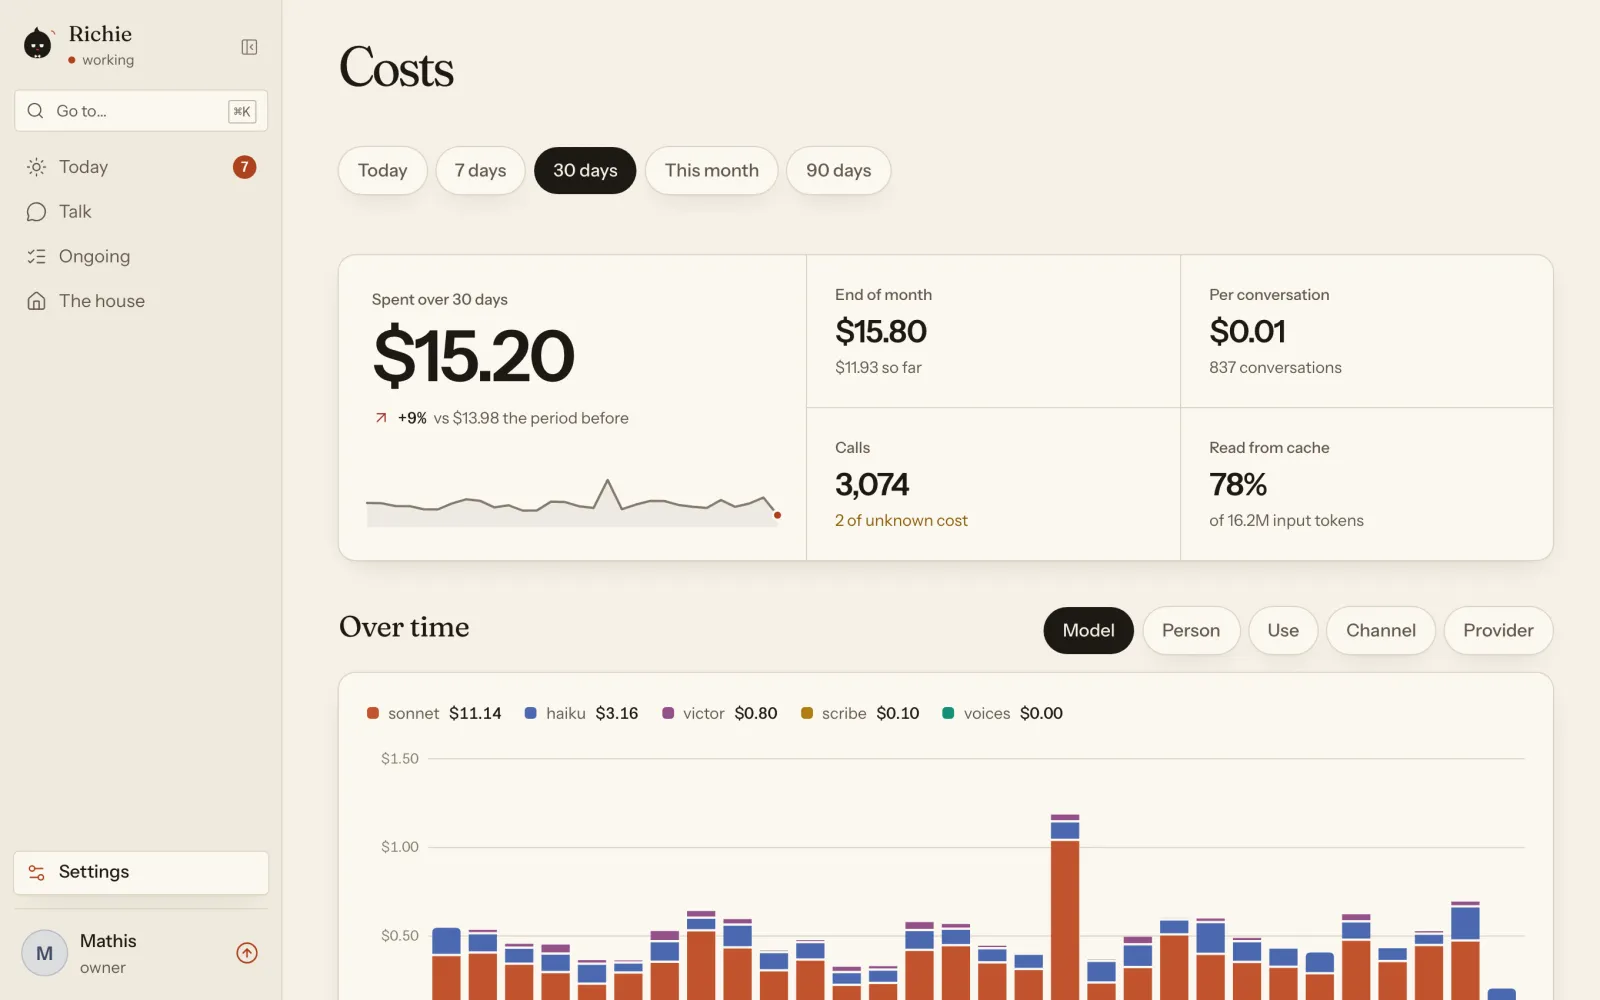 Richie
working
Go to...
⌘K
Today
7
Talk
Ongoing
The house
Settings
M
Mathis
owner
Costs
Today
7 days
30 days
This month
90 days
Spent over 30 days
$15.20
+9% vs $13.98 the period before
End of month
$15.80
$11.93 so far
Per conversation
$0.01
837 conversations
Calls
3,074
2 of unknown cost
Read from cache
78%
of 16.2M input tokens
Over time
Model
Person
Use
Channel
Provider
sonnet $11.14
haiku $3.16
victor $0.80
scribe $0.10
voices $0.00
$1.50
$1.00
$0.50